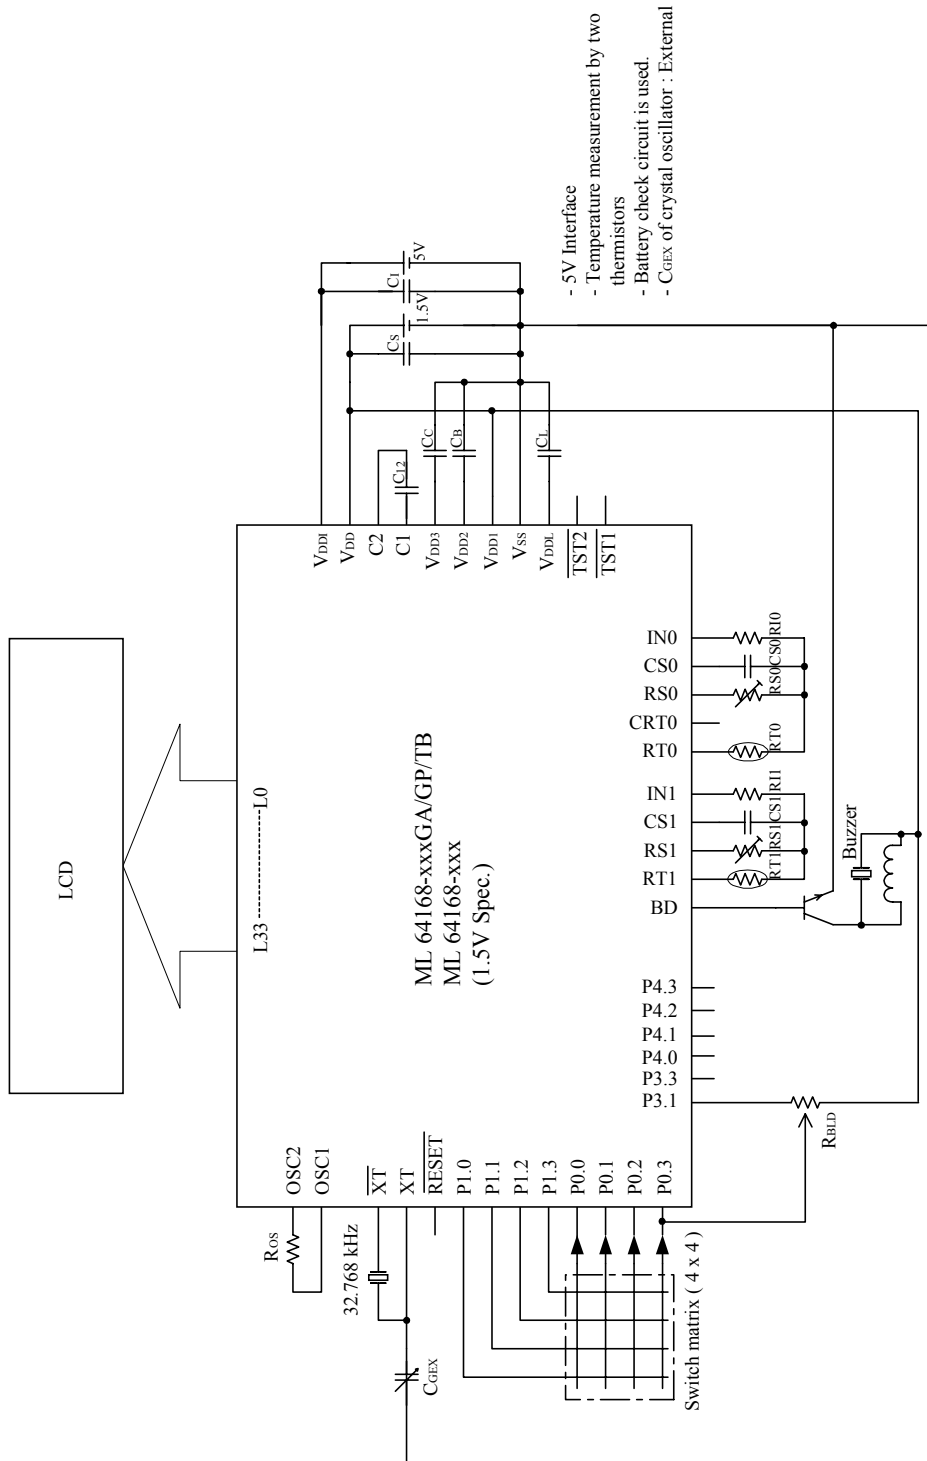 LCD
L33 ------------L0
ML 64168-xxxGA/GP/TB
ML 64168-xxx
(1.5V Spec.)
OSC2
OSC1
XT
XT
RESET
P1.0
P1.1
P1.2
P1.3
P0.0
P0.1
P0.2
P0.3
ROS
32.768 kHz
CGEX
Switch matrix ( 4 x 4 )
VDDI
VDD
C2
C1
VDD3
VDD2
VDD1
VSS
VDDL
TST2
TST1
C12
CC
CB
CL
CS
1.5V
CI
5V
P3.1
P3.3
P4.0
P4.1
P4.2
P4.3
BD
RT1
RS1
CS1
IN1
RT0
CRT0
RS0
CS0
IN0
RBLD
Buzzer
RT1
RS1
CS1
RI1
RT0
RS0
CS0
RI0
- 5V Interface
- Temperature measurement by two
thermistors
- Battery check circuit is used.
- CGEX of crystal oscillator : External